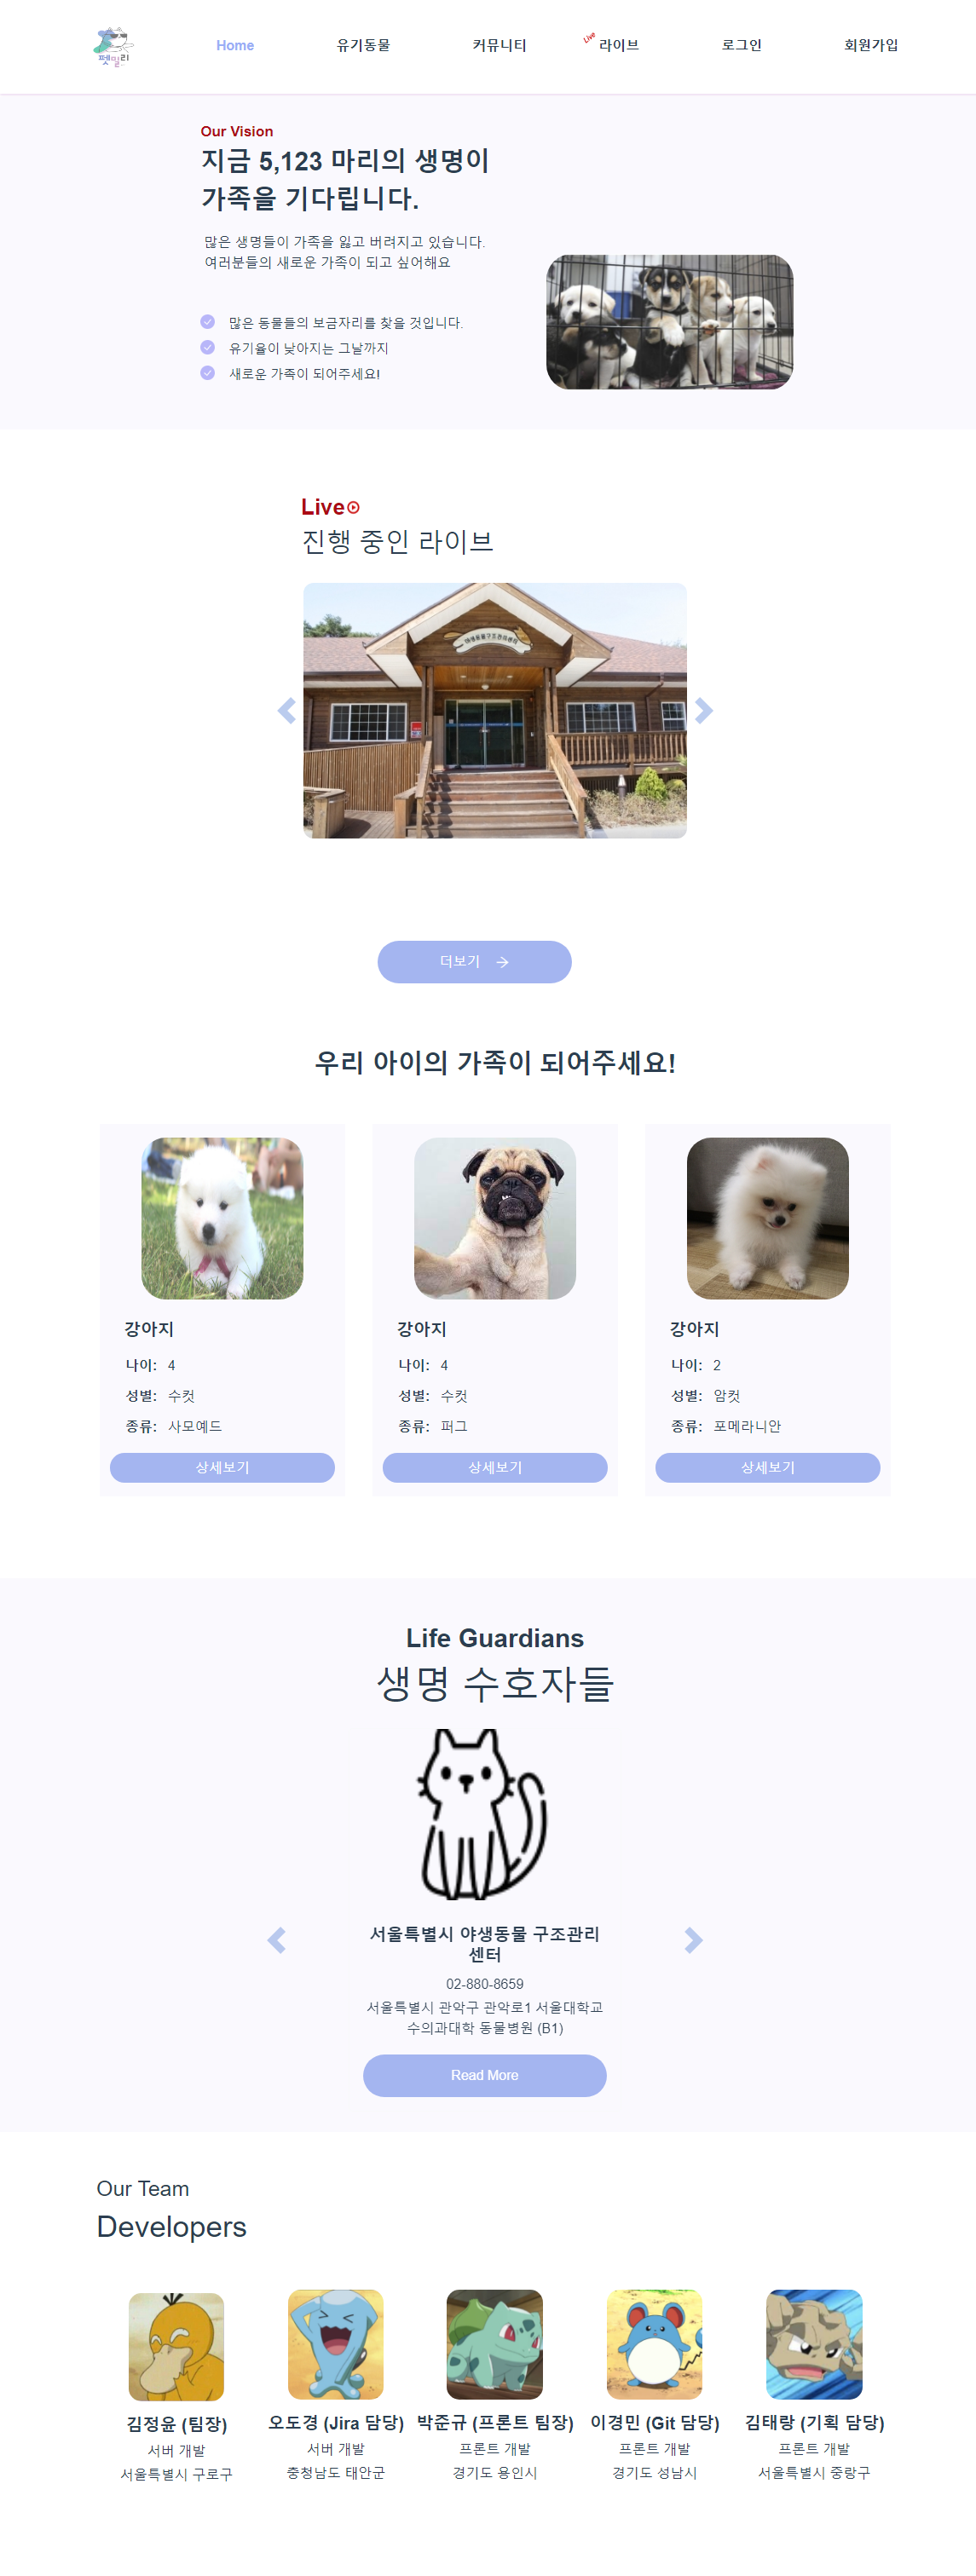 펫밀리
Home
유기동물
커뮤니티
Live
라이브
로그인
회원가입
Our Vision
지금 5,123 마리의 생명이
가족을 기다립니다.
많은 생명들이 가족을 잃고 버려지고 있습니다.
여러분들의 새로운 가족이 되고 싶어해요
많은 동물들의 보금자리를 찾을 것입니다.
유기율이 낮아지는 그날까지
새로운 가족이 되어주세요!
Live
진행 중인 라이브
야생동물구조관리센터
더보기
우리 아이의 가족이 되어주세요!
강아지
나이: 4
성별: 수컷
종류: 사모예드
상세보기
강아지
나이: 4
성별: 수컷
종류: 퍼그
상세보기
강아지
나이: 2
성별: 암컷
종류: 포메라니안
상세보기
Life Guardians
생명 수호자들
서울특별시 야생동물 구조관리
센터
02-880-8659
서울특별시 관악구 관악로1 서울대학교
수의과대학 동물병원 (B1)
Read More
Our Team
Developers
김정윤 (팀장)
서버 개발
서울특별시 구로구
오도경 (Jira 담당)
서버 개발
충청남도 태안군
박준규 (프론트 팀장)
프론트 개발
경기도 용인시
이경민 (Git 담당)
프론트 개발
경기도 성남시
김태랑 (기획 담당)
프론트 개발
서울특별시 중랑구